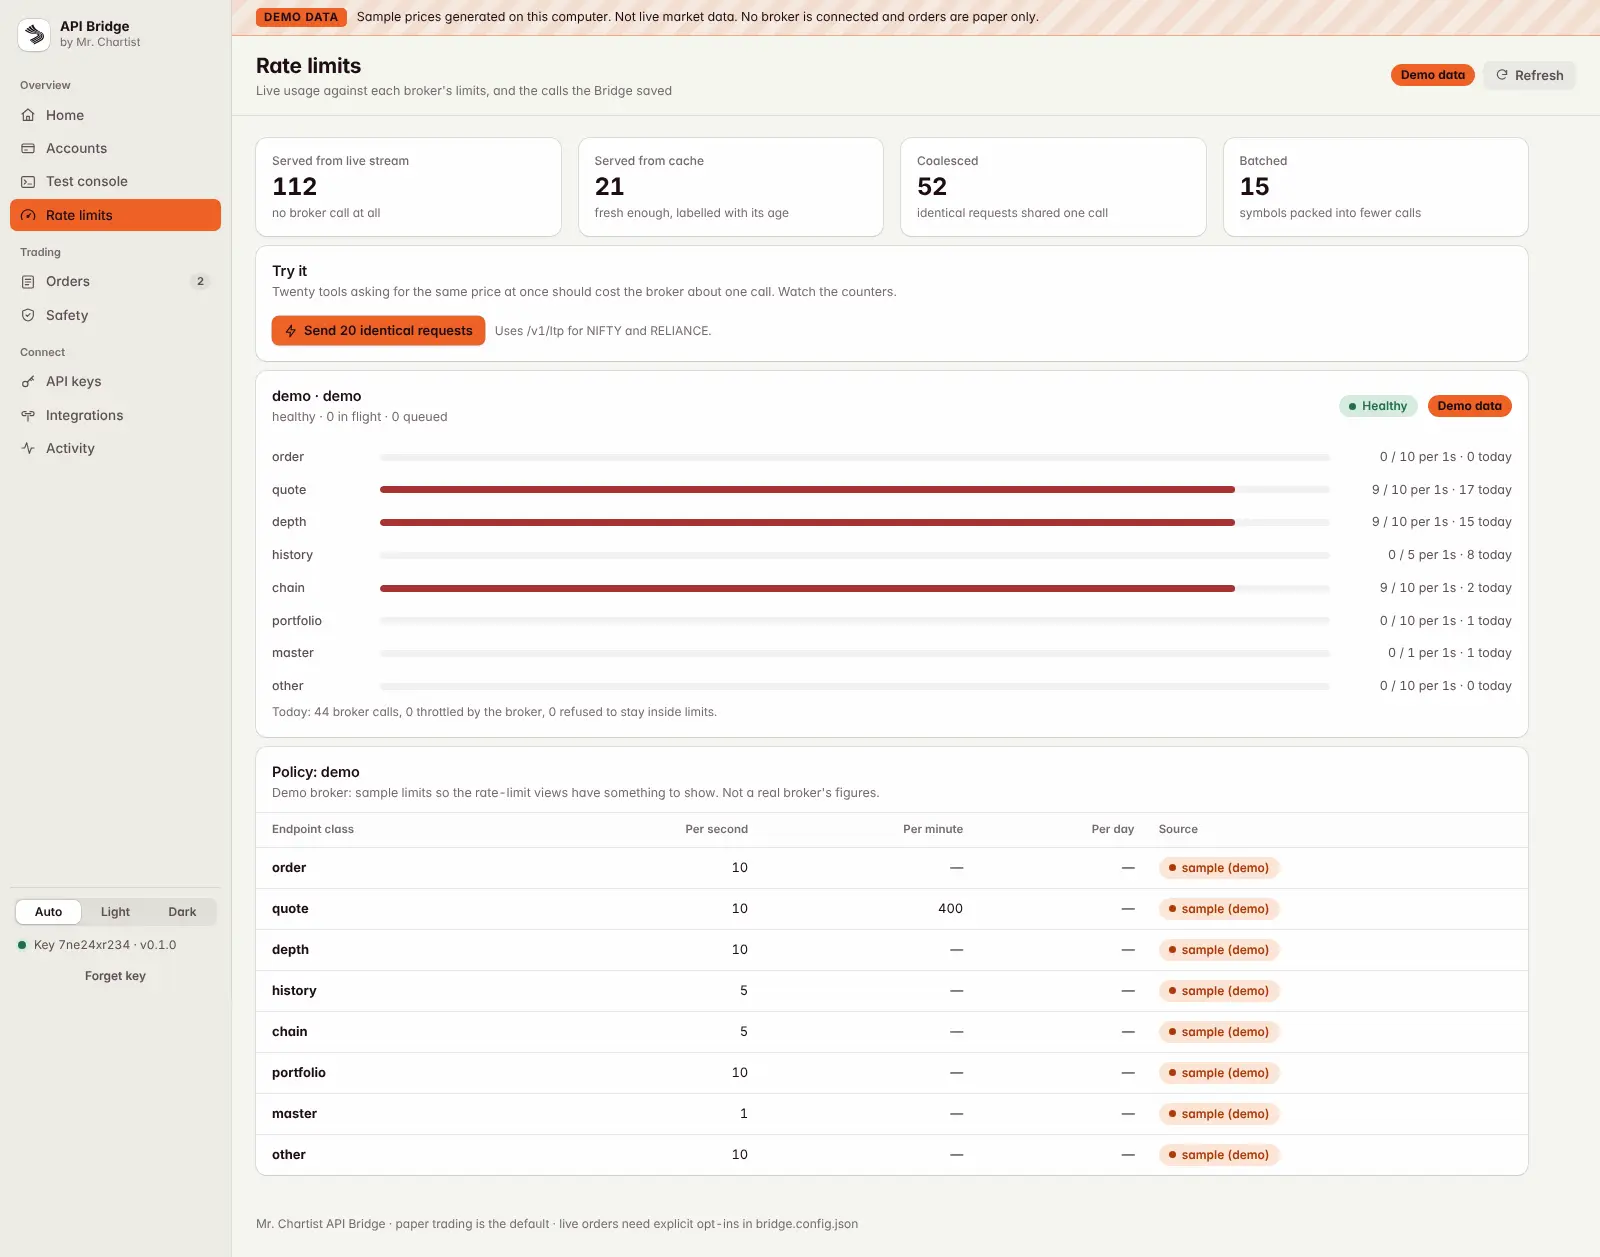 API Bridge
by Mr. Chartist
Overview
Home
Accounts
Test console
Rate limits
Trading
Orders 2
Safety
Connect
API keys
Integrations
Activity
Auto Light Dark
Key 7ne24xr234 · v0.1.0
Forget key
DEMO DATA Sample prices generated on this computer. Not live market data. No broker is connected and orders are paper only.
Rate limits
Live usage against each broker's limits, and the calls the Bridge saved
Demo data Refresh
Served from live stream
112
no broker call at all
Served from cache
21
fresh enough, labelled with its age
Coalesced
52
identical requests shared one call
Batched
15
symbols packed into fewer calls
Try it
Twenty tools asking for the same price at once should cost the broker about one call. Watch the counters.
Send 20 identical requests Uses /v1/ltp for NIFTY and RELIANCE.
demo · demo
healthy · 0 in flight · 0 queued
Healthy Demo data
order 0 / 10 per 1s · 0 today
quote 9 / 10 per 1s · 17 today
depth 9 / 10 per 1s · 15 today
history 0 / 5 per 1s · 8 today
chain 9 / 10 per 1s · 2 today
portfolio 0 / 10 per 1s · 1 today
master 0 / 1 per 1s · 1 today
other 0 / 10 per 1s · 0 today
Today: 44 broker calls, 0 throttled by the broker, 0 refused to stay inside limits.
Policy: demo
Demo broker: sample limits so the rate-limit views have something to show. Not a real broker's figures.
Endpoint class Per second Per minute Per day Source
order 10 — — sample (demo)
quote 10 400 — sample (demo)
depth 10 — — sample (demo)
history 5 — — sample (demo)
chain 5 — — sample (demo)
portfolio 10 — — sample (demo)
master 1 — — sample (demo)
other 10 — — sample (demo)
Mr. Chartist API Bridge · paper trading is the default · live orders need explicit opt-ins in bridge.config.json